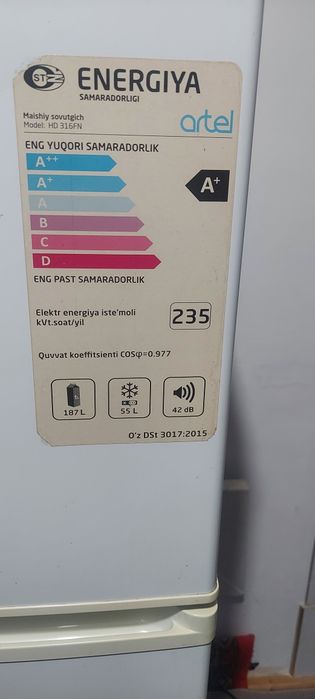 ST
ENERGIYA
SAMARADORLIGI
Maishiy sovutgich
Model: HD 316FN
artel
ENG YUQORI SAMARADORLIK
A++
A+
A
B
C
D
A+
ENG PAST SAMARADORLIK
Elektr energiya iste'moli
kVt.soat/yil
235
Quvvat koeffitsienti COSφ=0.977
187 L
55 L
42 dB
O'z DSt 3017:2015